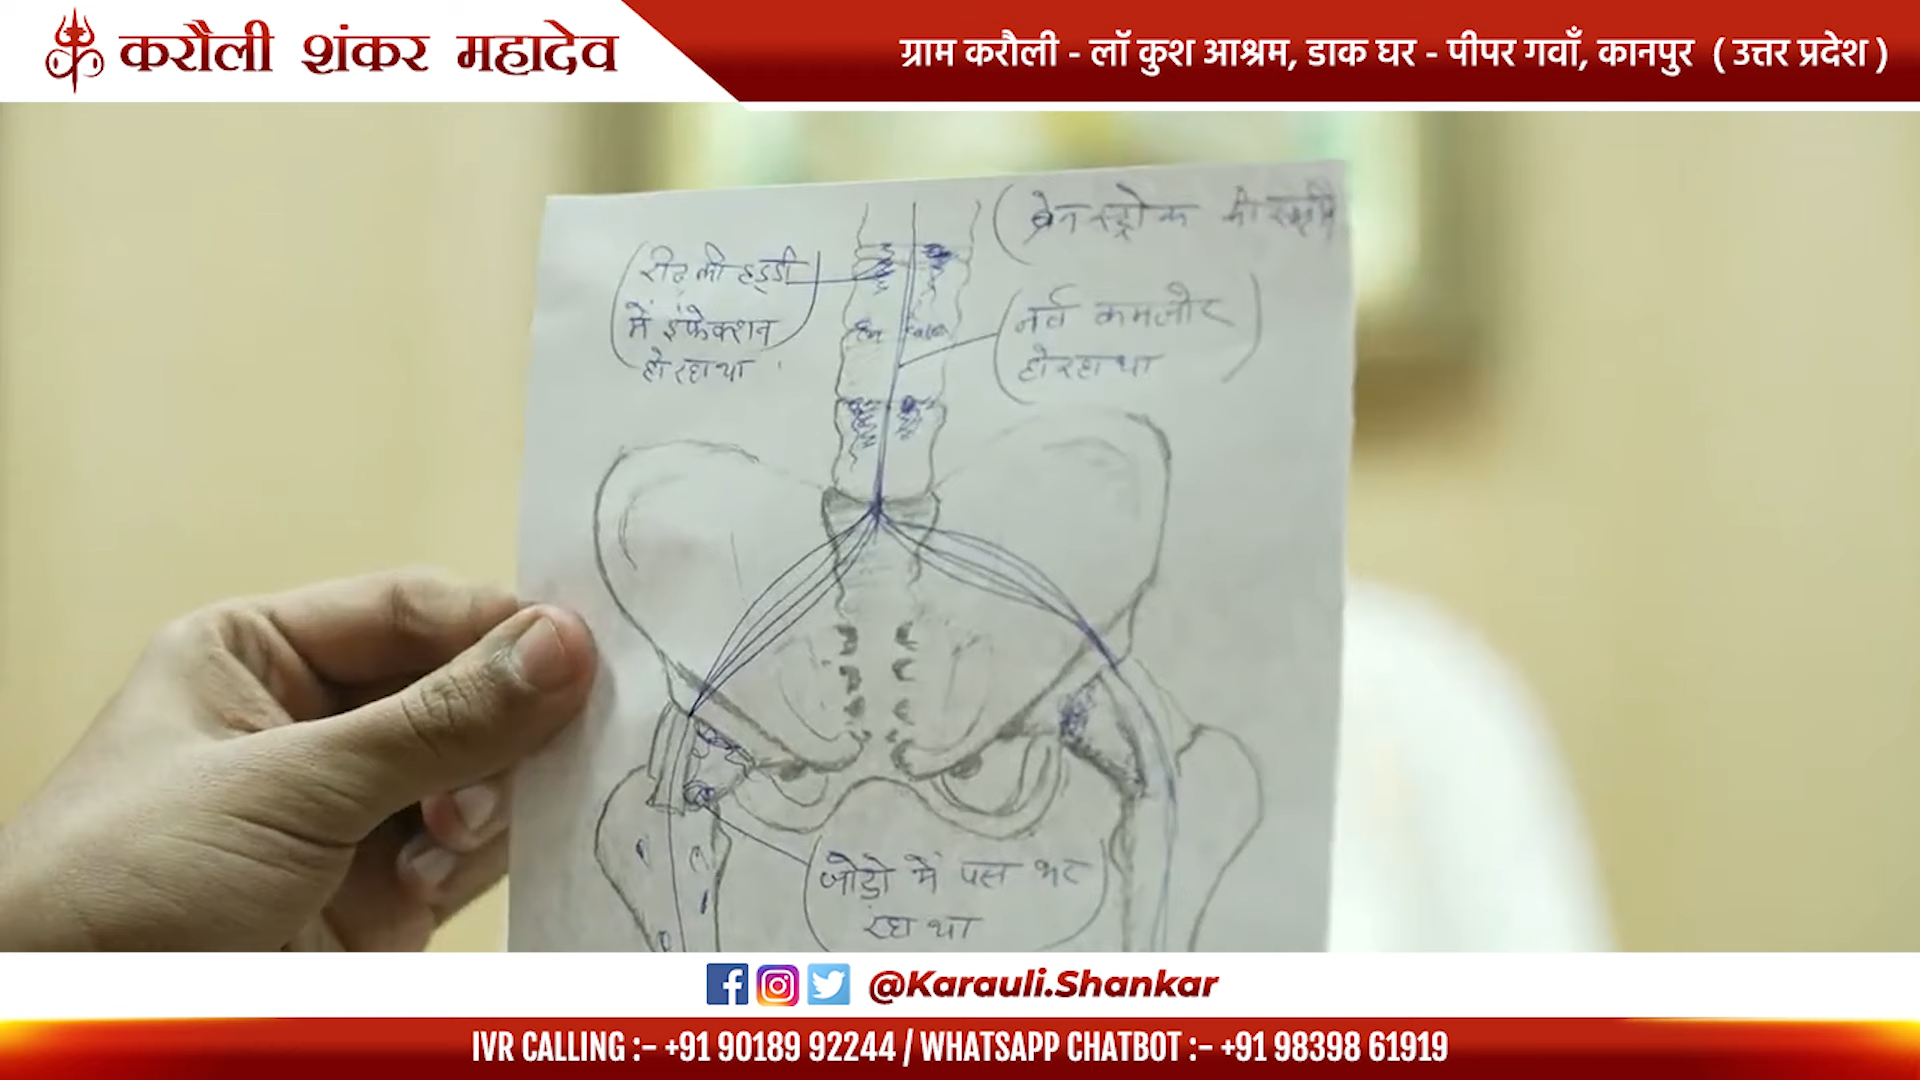 करौली शंकर महादेव
ग्राम करौली - लॉ कुश आश्रम, डाक घर - पीपर गवाँ, कानपुर ( उत्तर प्रदेश )
(ब्रेन स्ट्रोक की स्मृति
(रीढ़ की हड्डी
में इंफेक्शन
हो रहा था)
(नर्व कमजोर
हो रहा था)
(जोड़ो में पस भर
रहा था)
@Karauli.Shankar
IVR CALLING :- +91 90189 92244 / WHATSAPP CHATBOT :- +91 98398 61919